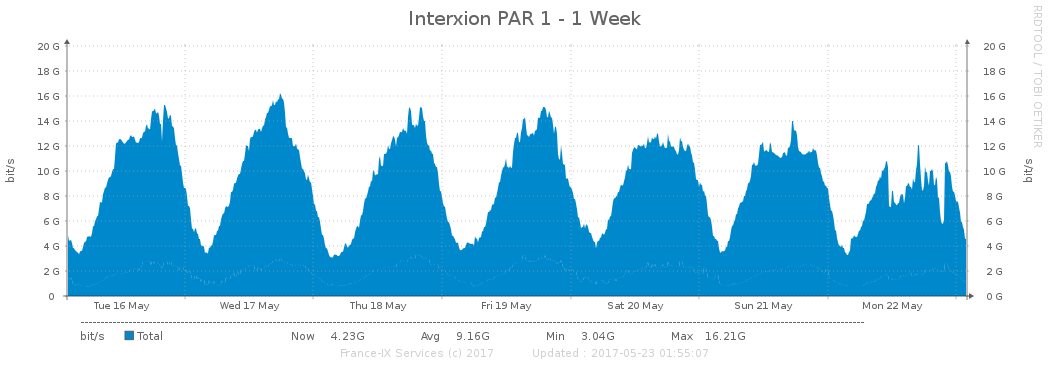 Interxion PAR 1 - 1 Week
RRDTOOL / TOBI OETIKER
bit/s
20 G 20 G
18 G 18 G
16 G 16 G
14 G 14 G
12 G 12 G
10 G 10 G
8 G 8 G
6 G 6 G
4 G 4 G
2 G 2 G
0 0 G
bit/s
Tue 16 May Wed 17 May Thu 18 May Fri 19 May Sat 20 May Sun 21 May Mon 22 May
bit/s Total Now 4.23G Avg 9.16G Min 3.04G Max 16.21G
France-IX Services (c) 2017 Updated : 2017-05-23 01:55:07